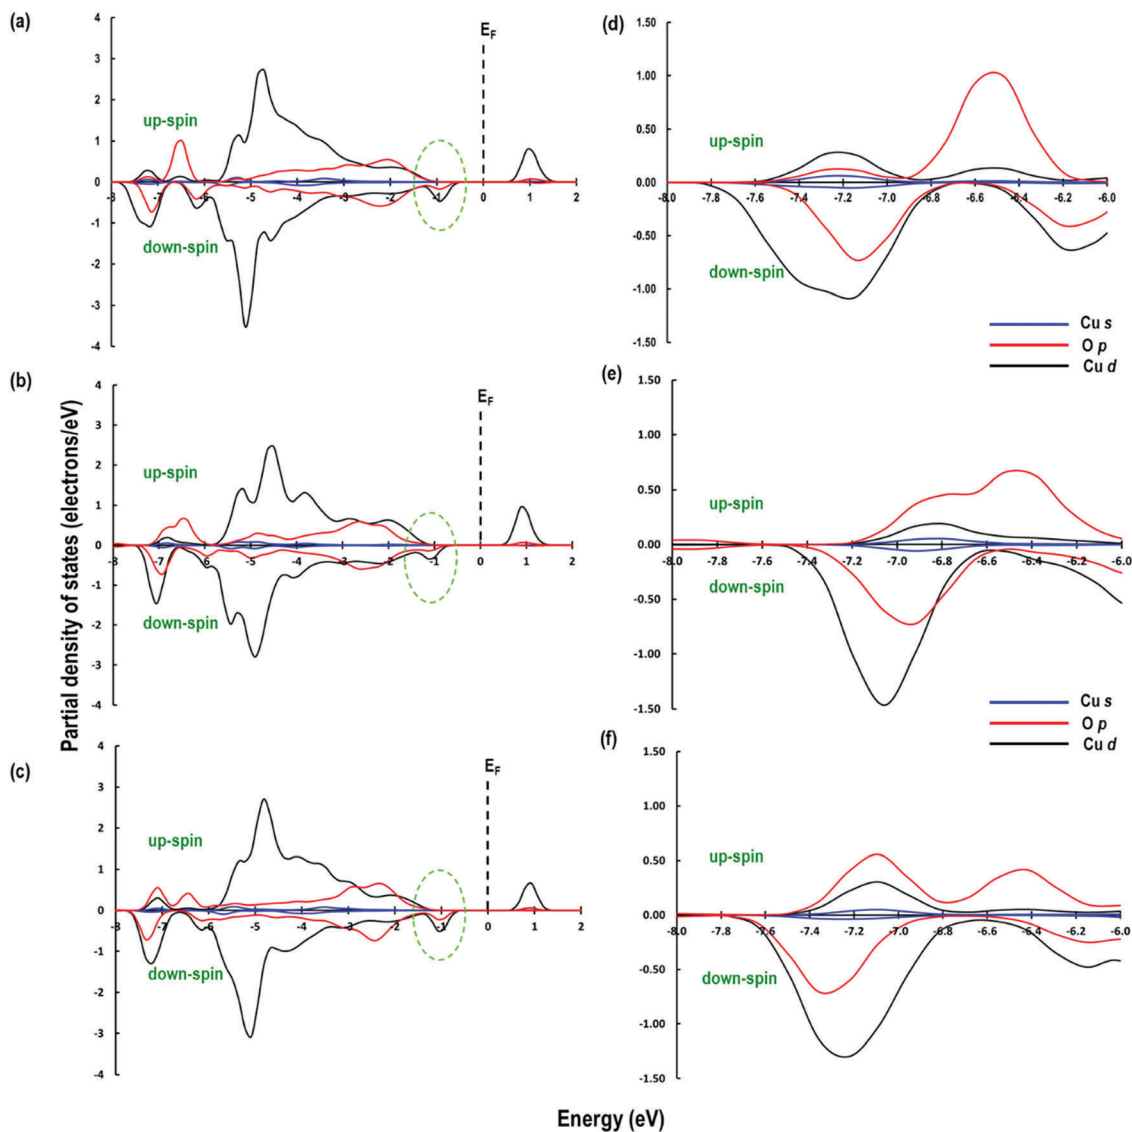 (a)
4
3
2
1
0
-1
-2
-3
-4
-8 -7 -6 -5 -4 -3 -2 -1 0 1 2
E_F
up-spin
down-spin
(d)
1.50
1.00
0.50
0.00
-0.50
-1.00
-1.50
-8.0 -7.8 -7.6 -7.4 -7.2 -7.0 -6.8 -6.6 -6.4 -6.2 -6.0
up-spin
down-spin
Cu s
O p
Cu d
(b)
4
3
2
1
0
-1
-2
-3
-4
-8 -7 -6 -5 -4 -3 -2 -1 0 1 2
E_F
up-spin
down-spin
(e)
1.50
1.00
0.50
0.00
-0.50
-1.00
-1.50
-8.0 -7.8 -7.6 -7.4 -7.2 -7.0 -6.8 -6.6 -6.4 -6.2 -6.0
up-spin
down-spin
Cu s
O p
Cu d
(c)
4
3
2
1
0
-1
-2
-3
-4
-8 -7 -6 -5 -4 -3 -2 -1 0 1 2
E_F
up-spin
down-spin
(f)
1.50
1.00
0.50
0.00
-0.50
-1.00
-1.50
-8.0 -7.8 -7.6 -7.4 -7.2 -7.0 -6.8 -6.6 -6.4 -6.2 -6.0
up-spin
down-spin
Partial density of states (electrons/eV)
Energy (eV)